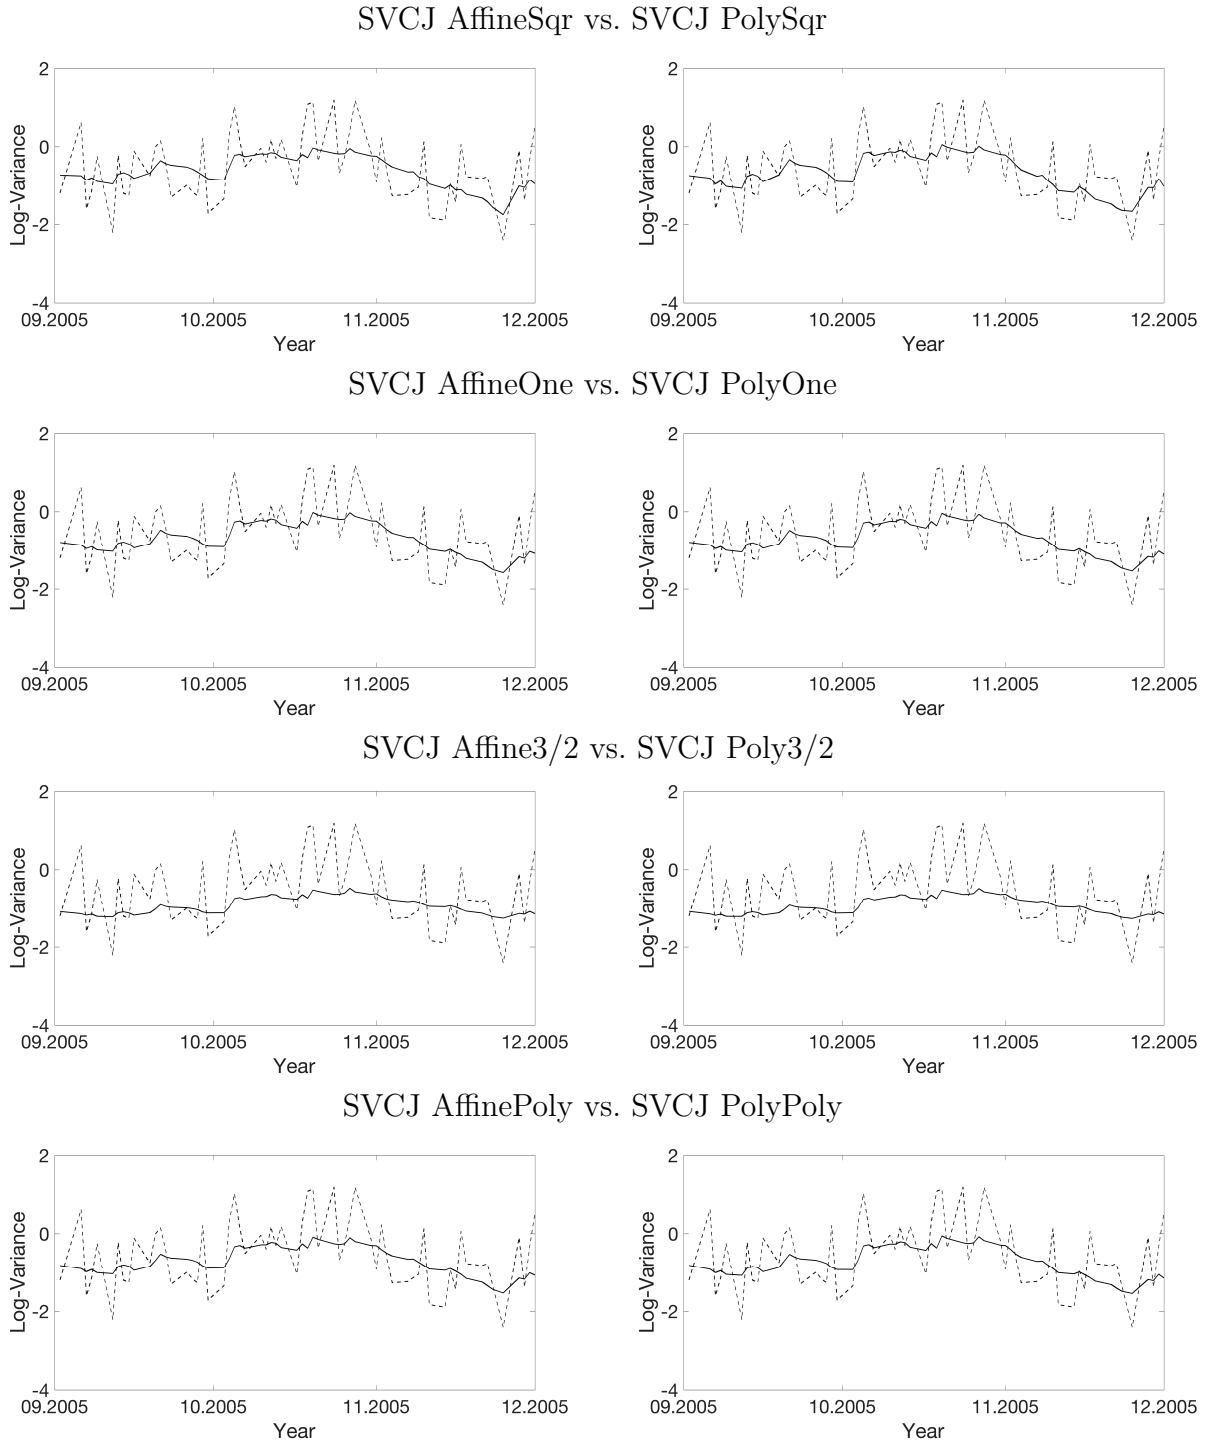 SVCJ AffineSqr vs. SVCJ PolySqr
2
0
-2
-4
Log-Variance
09.2005 10.2005 11.2005 12.2005
Year
2
0
-2
-4
Log-Variance
09.2005 10.2005 11.2005 12.2005
Year
SVCJ AffineOne vs. SVCJ PolyOne
2
0
-2
-4
Log-Variance
09.2005 10.2005 11.2005 12.2005
Year
2
0
-2
-4
Log-Variance
09.2005 10.2005 11.2005 12.2005
Year
SVCJ Affine3/2 vs. SVCJ Poly3/2
2
0
-2
-4
Log-Variance
09.2005 10.2005 11.2005 12.2005
Year
2
0
-2
-4
Log-Variance
09.2005 10.2005 11.2005 12.2005
Year
SVCJ AffinePoly vs. SVCJ PolyPoly
2
0
-2
-4
Log-Variance
09.2005 10.2005 11.2005 12.2005
Year
2
0
-2
-4
Log-Variance
09.2005 10.2005 11.2005 12.2005
Year